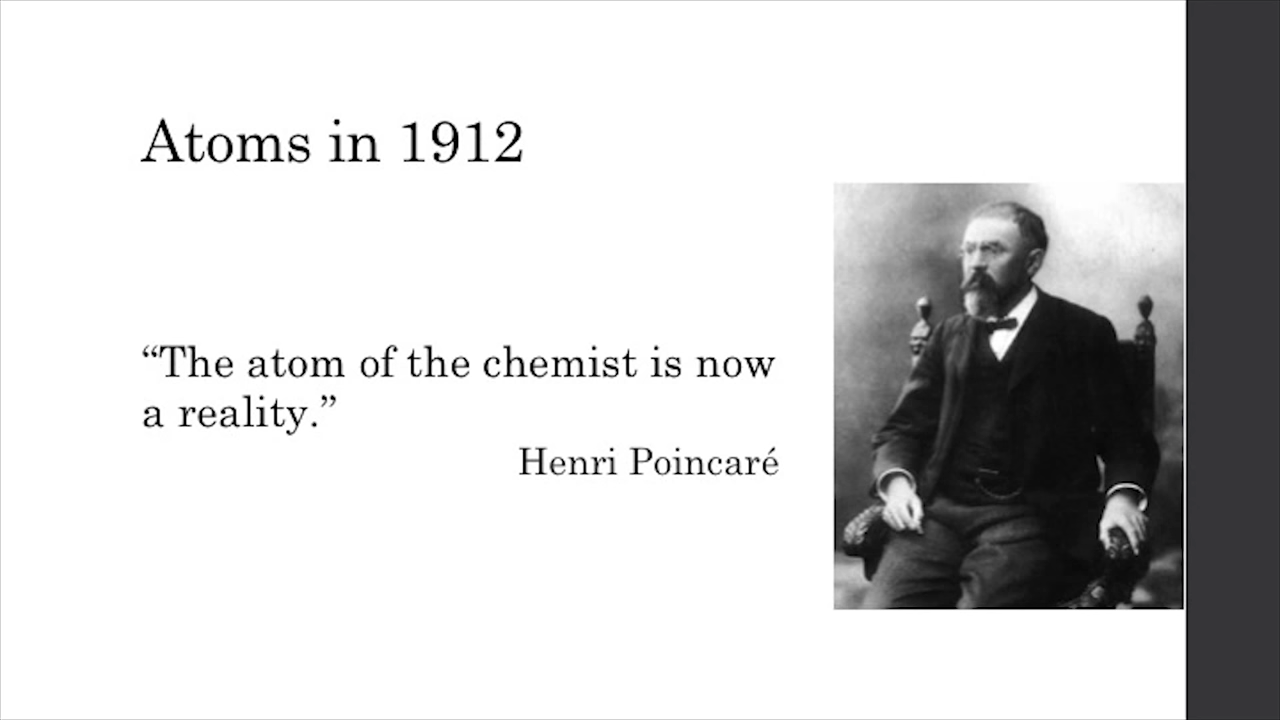 Atoms in 1912
“The atom of the chemist is now
a reality.”
Henri Poincaré